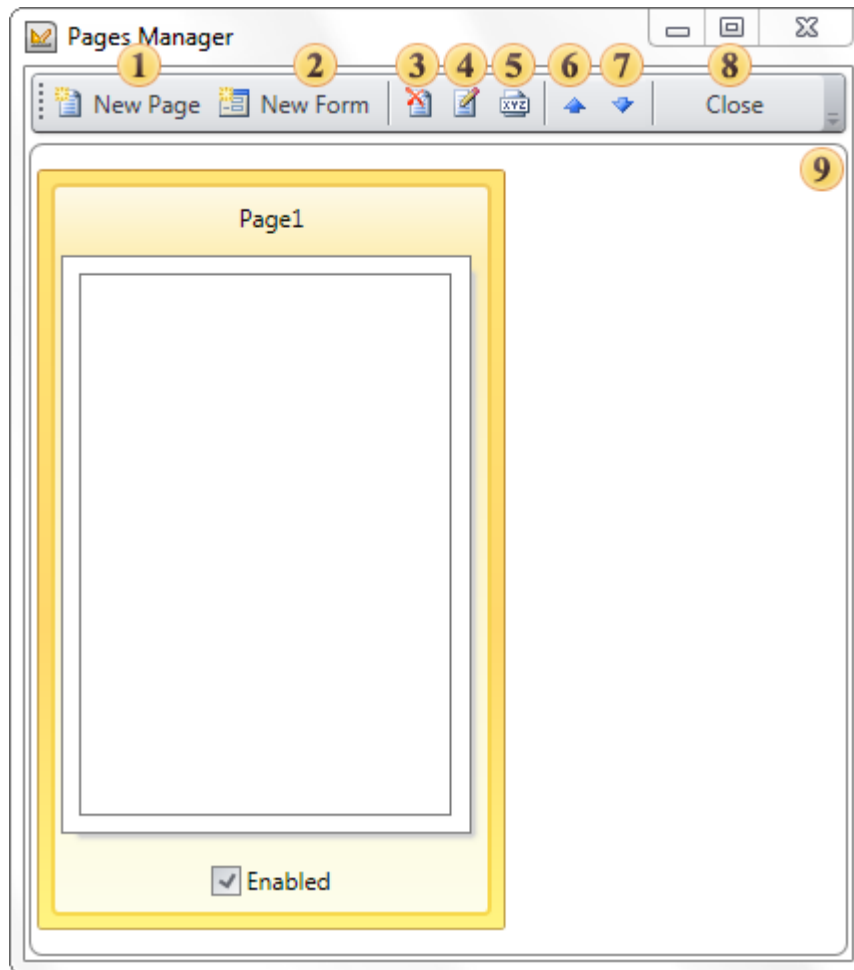 Pages Manager
1 2 3 4 5 6 7 8
New Page New Form XYZ Close
9
Page1
Enabled